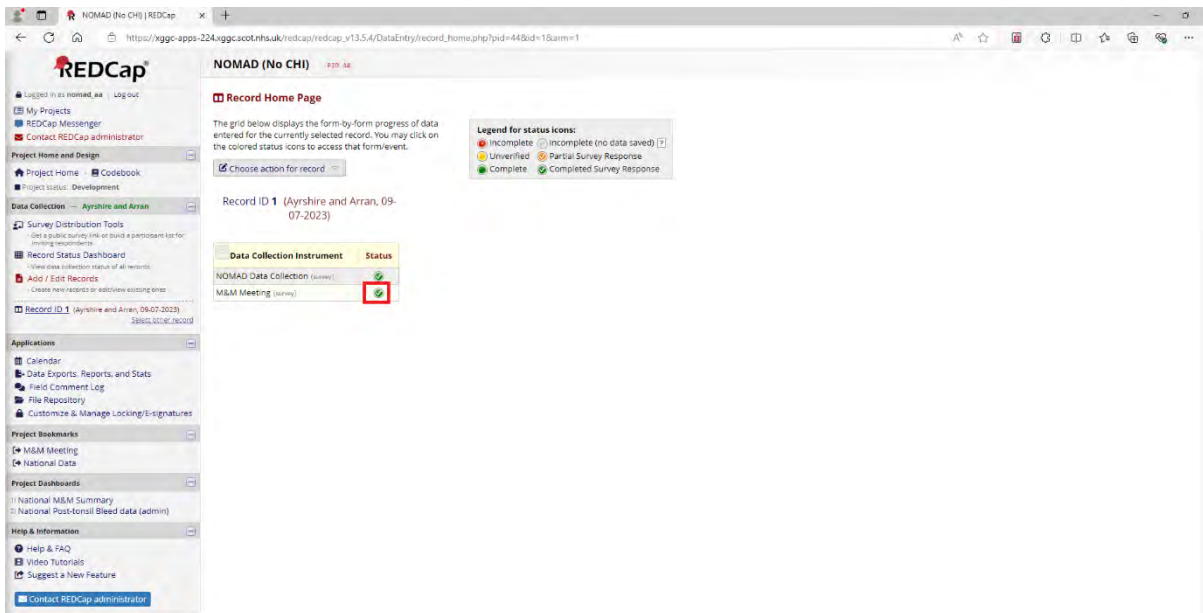 NOMAD (No CHI) | REDCap
https://xggc-apps-224.xggc.scot.nhs.uk/redcap/redcap_v13.5.4/DataEntry/record_home.php?pid=44&id=1&arm=1
REDCap
Logged in as nomad_aa | Log out
My Projects
REDCap Messenger
Contact REDCap administrator
Project Home and Design
Project Home Codebook
Project status: Development
Data Collection — Ayrshire and Arran
Survey Distribution Tools
- Get a public survey link or build a participant list for
inviting respondents
Record Status Dashboard
- View data collection status of all records
Add / Edit Records
- Create new records or edit/view existing ones
Record ID 1 (Ayrshire and Arran, 09-07-2023)
Select other record
Applications
Calendar
Data Exports, Reports, and Stats
Field Comment Log
File Repository
Customize & Manage Locking/E-signatures
Project Bookmarks
M&M Meeting
National Data
Project Dashboards
National M&M Summary
National Post-tonsil Bleed data (admin)
Help & Information
Help & FAQ
Video Tutorials
Suggest a New Feature
Contact REDCap administrator
NOMAD (No CHI) PID 44
Record Home Page
The grid below displays the form-by-form progress of data
entered for the currently selected record. You may click on
the colored status icons to access that form/event.
Choose action for record
Legend for status icons:
Incomplete Incomplete (no data saved) ?
Unverified Partial Survey Response
Complete Completed Survey Response
Record ID 1 (Ayrshire and Arran, 09-
07-2023)
Data Collection Instrument Status
NOMAD Data Collection (survey)
M&M Meeting (survey)